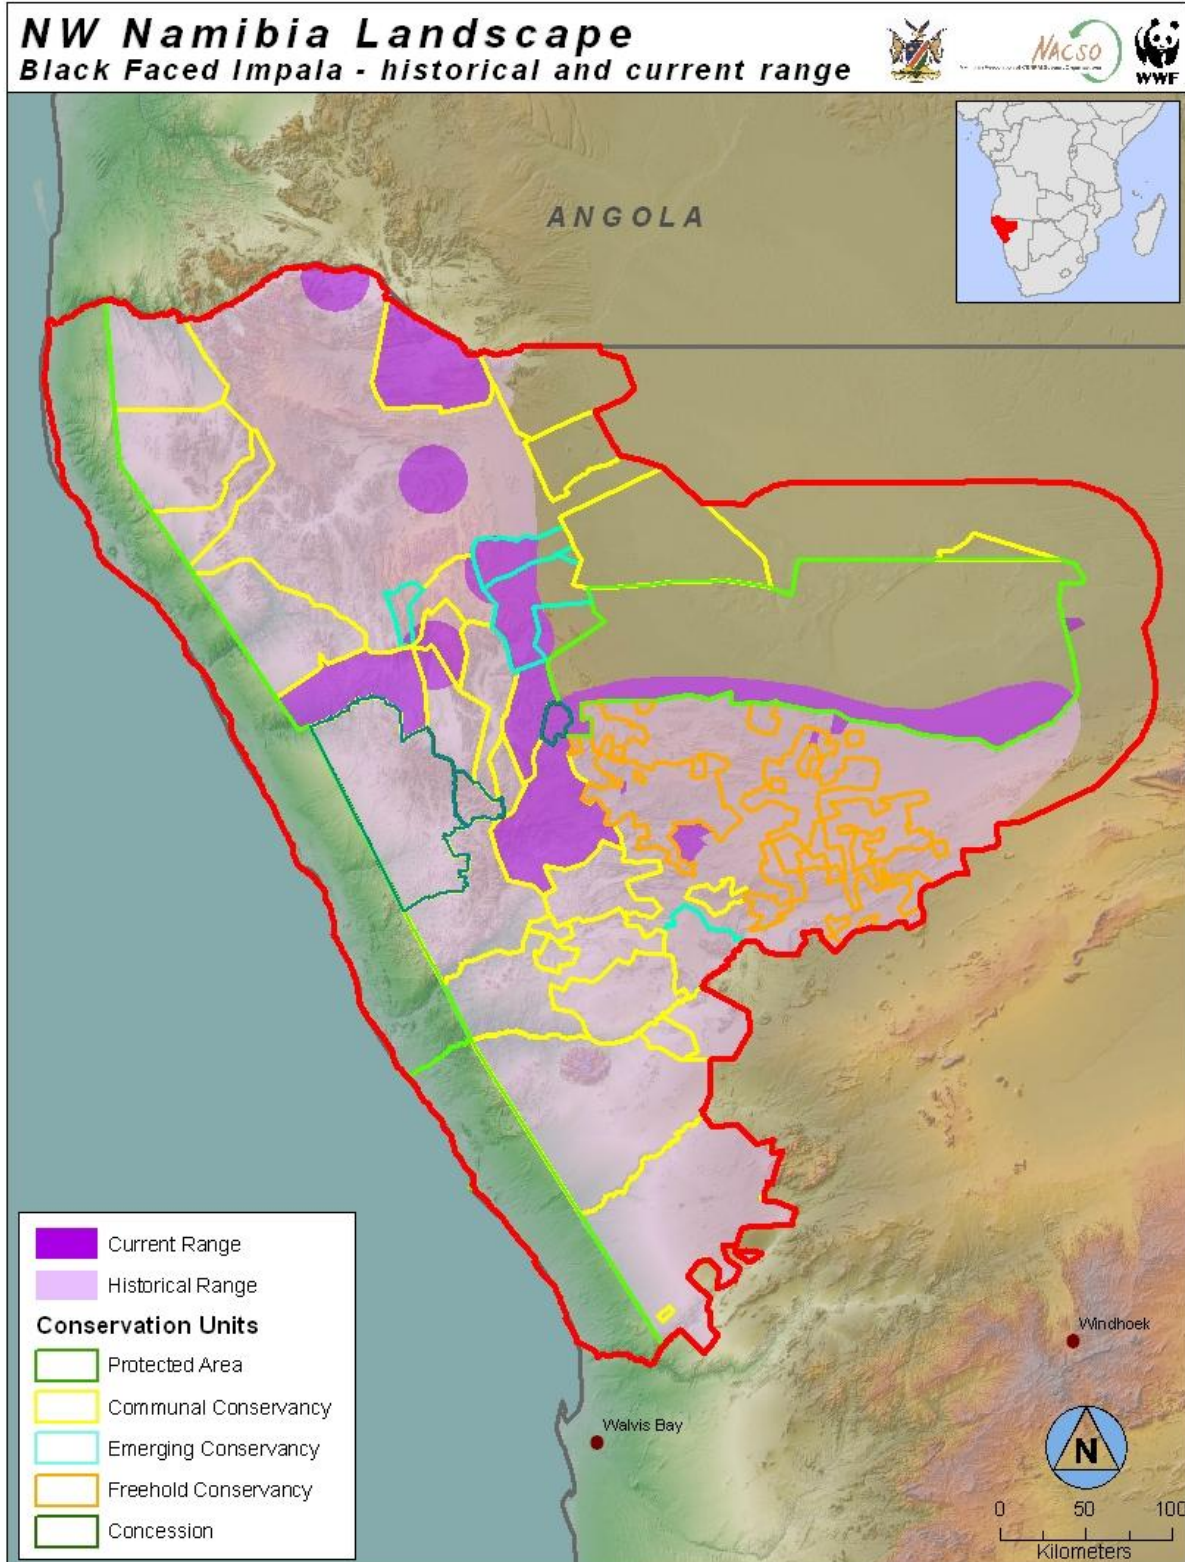 NW Namibia Landscape
Black Faced Impala - historical and current range
NACSO
WWF
ANGOLA
Current Range
Historical Range
Conservation Units
Protected Area
Communal Conservancy
Emerging Conservancy
Freehold Conservancy
Concession
Windhoek
Walvis Bay
N
0 50 100
Kilometers